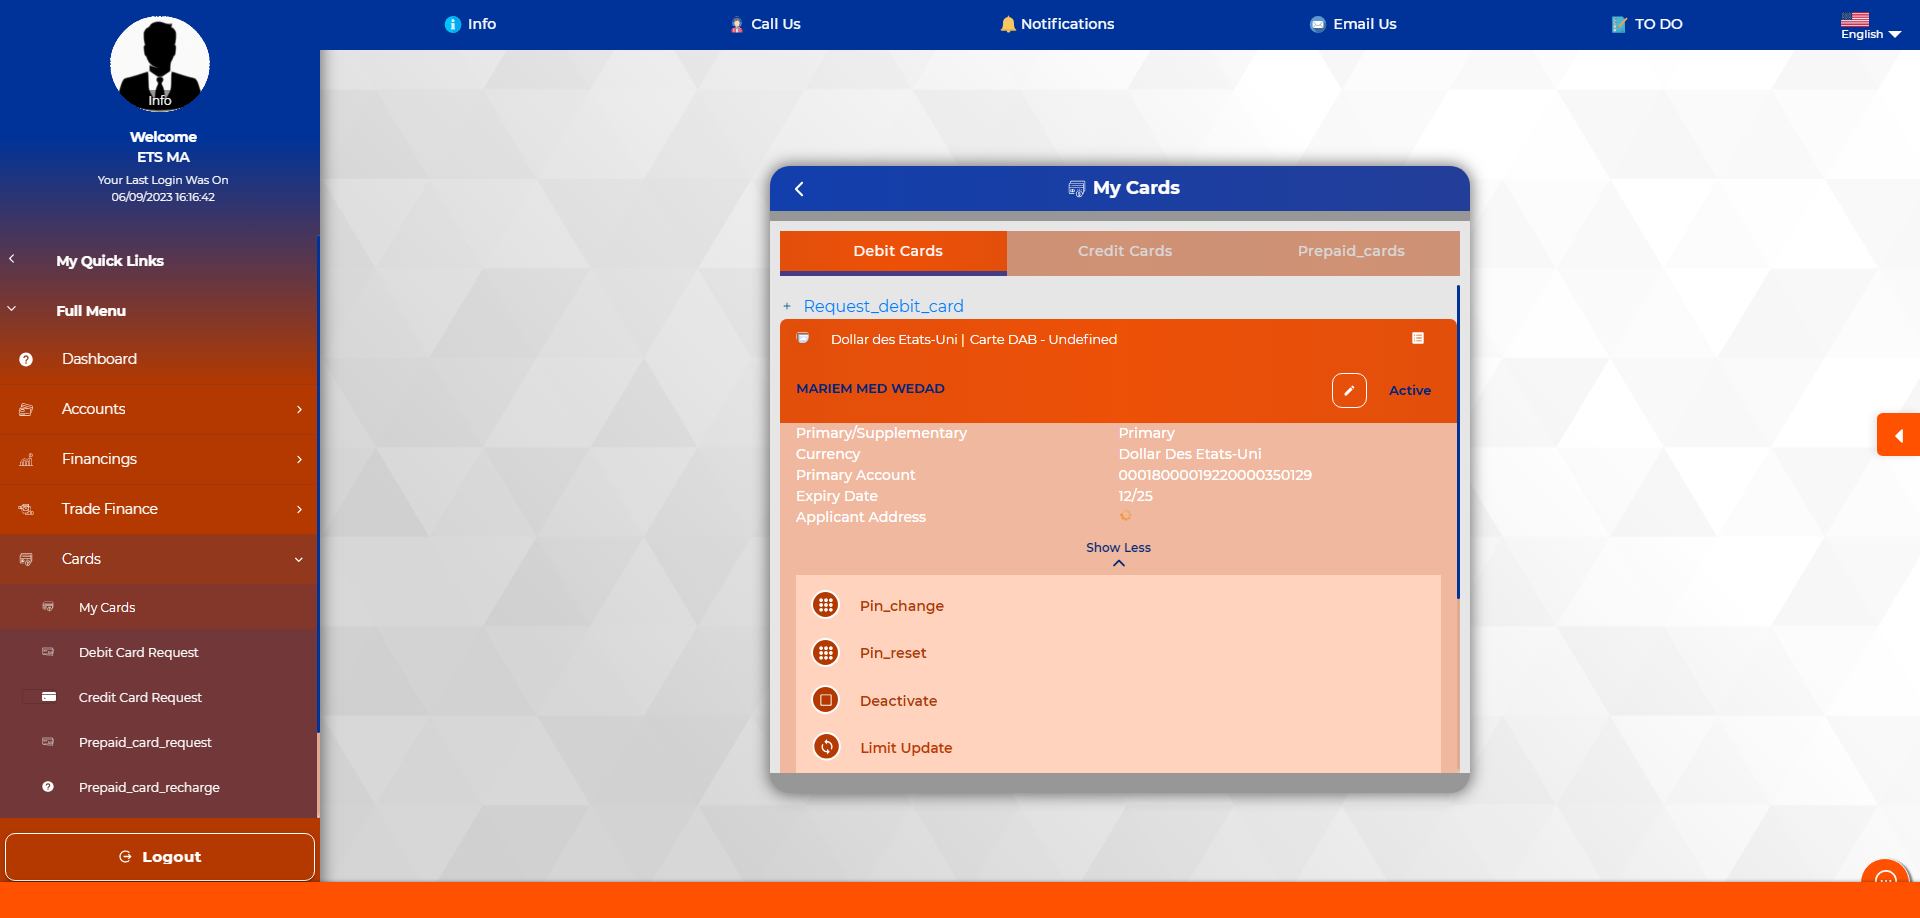 Info
Call Us
Notifications
Email Us
TO DO
English
Info
Welcome
ETS MA
Your Last Login Was On
06/09/2023 16:16:42
My Quick Links
Full Menu
Dashboard
Accounts
Financings
Trade Finance
Cards
My Cards
Debit Card Request
Credit Card Request
Prepaid_card_request
Prepaid_card_recharge
Logout
My Cards
Debit Cards
Credit Cards
Prepaid_cards
+ Request_debit_card
Dollar des Etats-Uni | Carte DAB - Undefined
MARIEM MED WEDAD
Active
Primary/Supplementary Primary
Currency Dollar Des Etats-Uni
Primary Account 00018000019220000350129
Expiry Date 12/25
Applicant Address
Show Less
Pin_change
Pin_reset
Deactivate
Limit Update